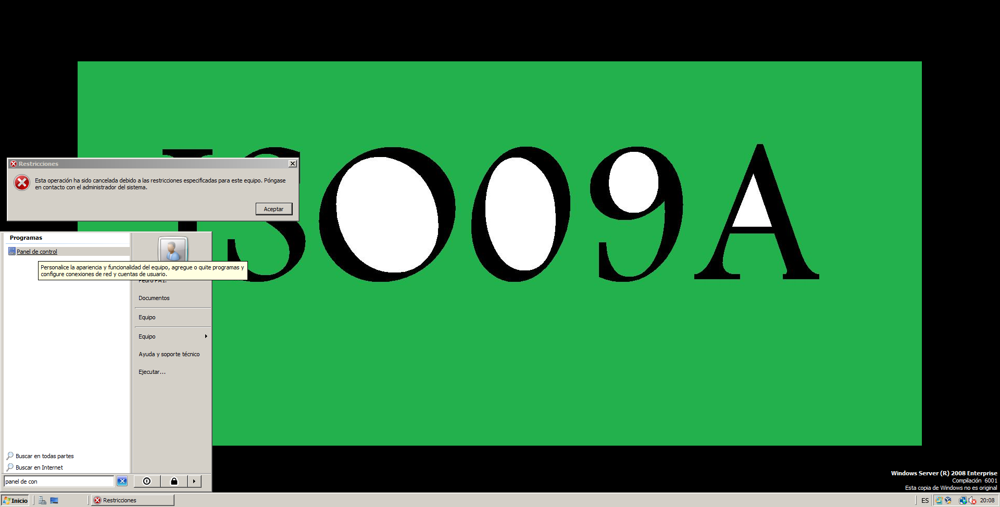 ISO09A
Restricciones
Esta operación ha sido cancelada debido a las restricciones especificadas para este equipo. Póngase
en contacto con el administrador del sistema.
Aceptar
Programas
Panel de control
Personalice la apariencia y funcionalidad del equipo, agregue o quite programas y
configure conexiones de red y cuentas de usuario.
Documentos
Equipo
Equipo
Ayuda y soporte técnico
Ejecutar...
Buscar en todas partes
Buscar en Internet
panel de con
Windows Server (R) 2008 Enterprise
Compilación 6001
Esta copia de Windows no es original
Inicio
Restricciones
ES
20:08